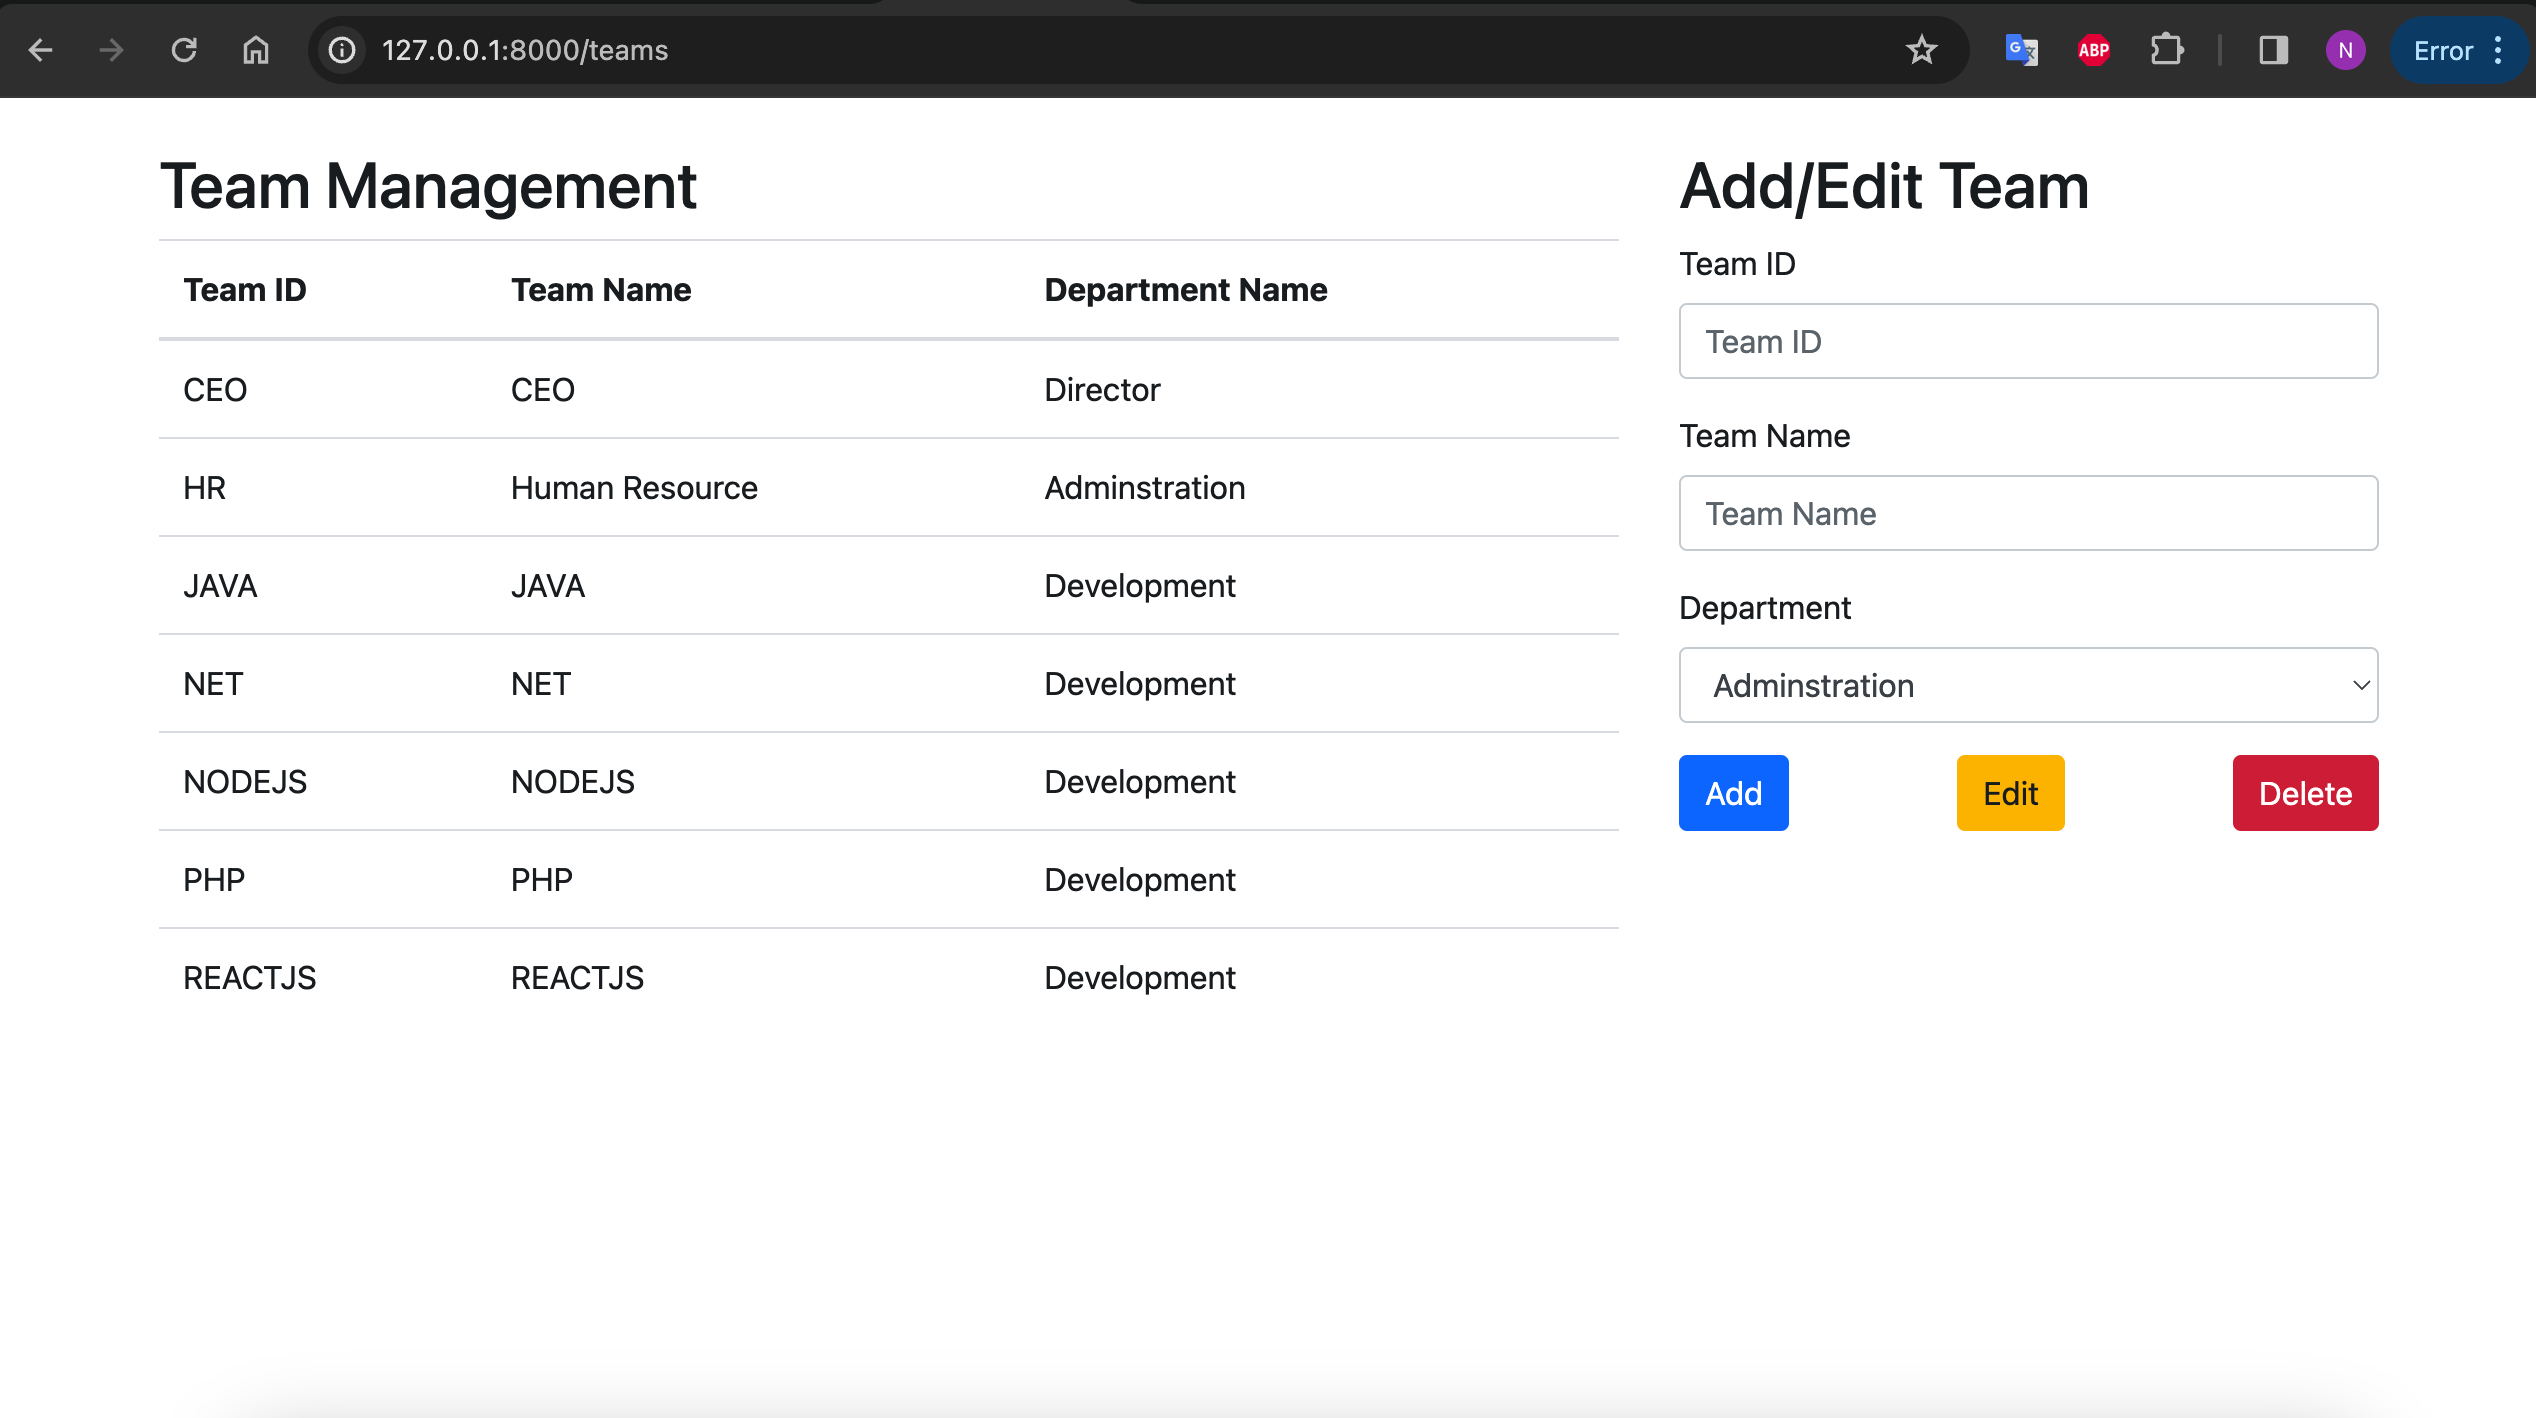 127.0.0.1:8000/teams
ABP
N
Error
Team Management
Team ID Team Name Department Name
CEO CEO Director
HR Human Resource Adminstration
JAVA JAVA Development
NET NET Development
NODEJS NODEJS Development
PHP PHP Development
REACTJS REACTJS Development
Add/Edit Team
Team ID
Team ID
Team Name
Team Name
Department
Adminstration
Add Edit Delete